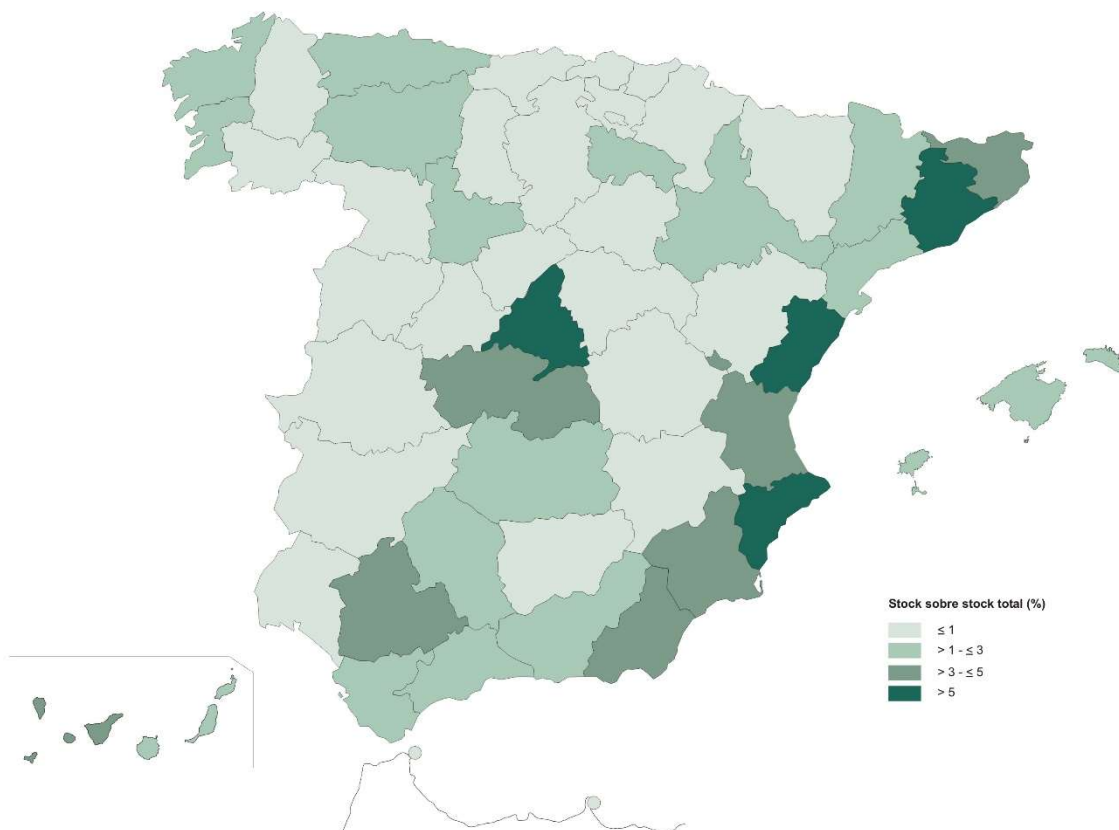 Stock sobre stock total (%)
≤ 1
> 1 - ≤ 3
> 3 - ≤ 5
> 5